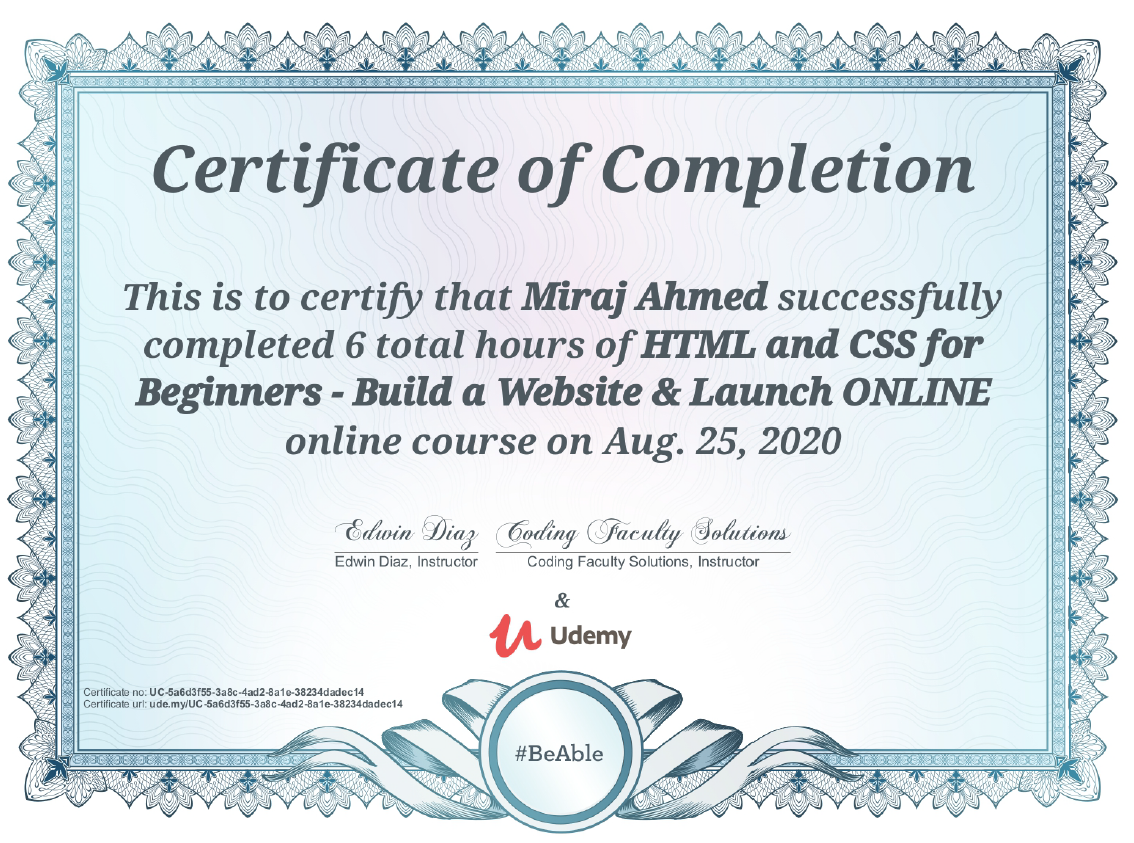 Certificate of Completion
This is to certify that Miraj Ahmed successfully
completed 6 total hours of HTML and CSS for
Beginners - Build a Website & Launch ONLINE
online course on Aug. 25, 2020
Edwin Diaz Coding Faculty Solutions
Edwin Diaz, Instructor Coding Faculty Solutions, Instructor
&
Udemy
Certificate no: UC-5a6d3f55-3a8c-4ad2-8a1e-38234dadec14
Certificate url: ude.my/UC-5a6d3f55-3a8c-4ad2-8a1e-38234dadec14
#BeAble